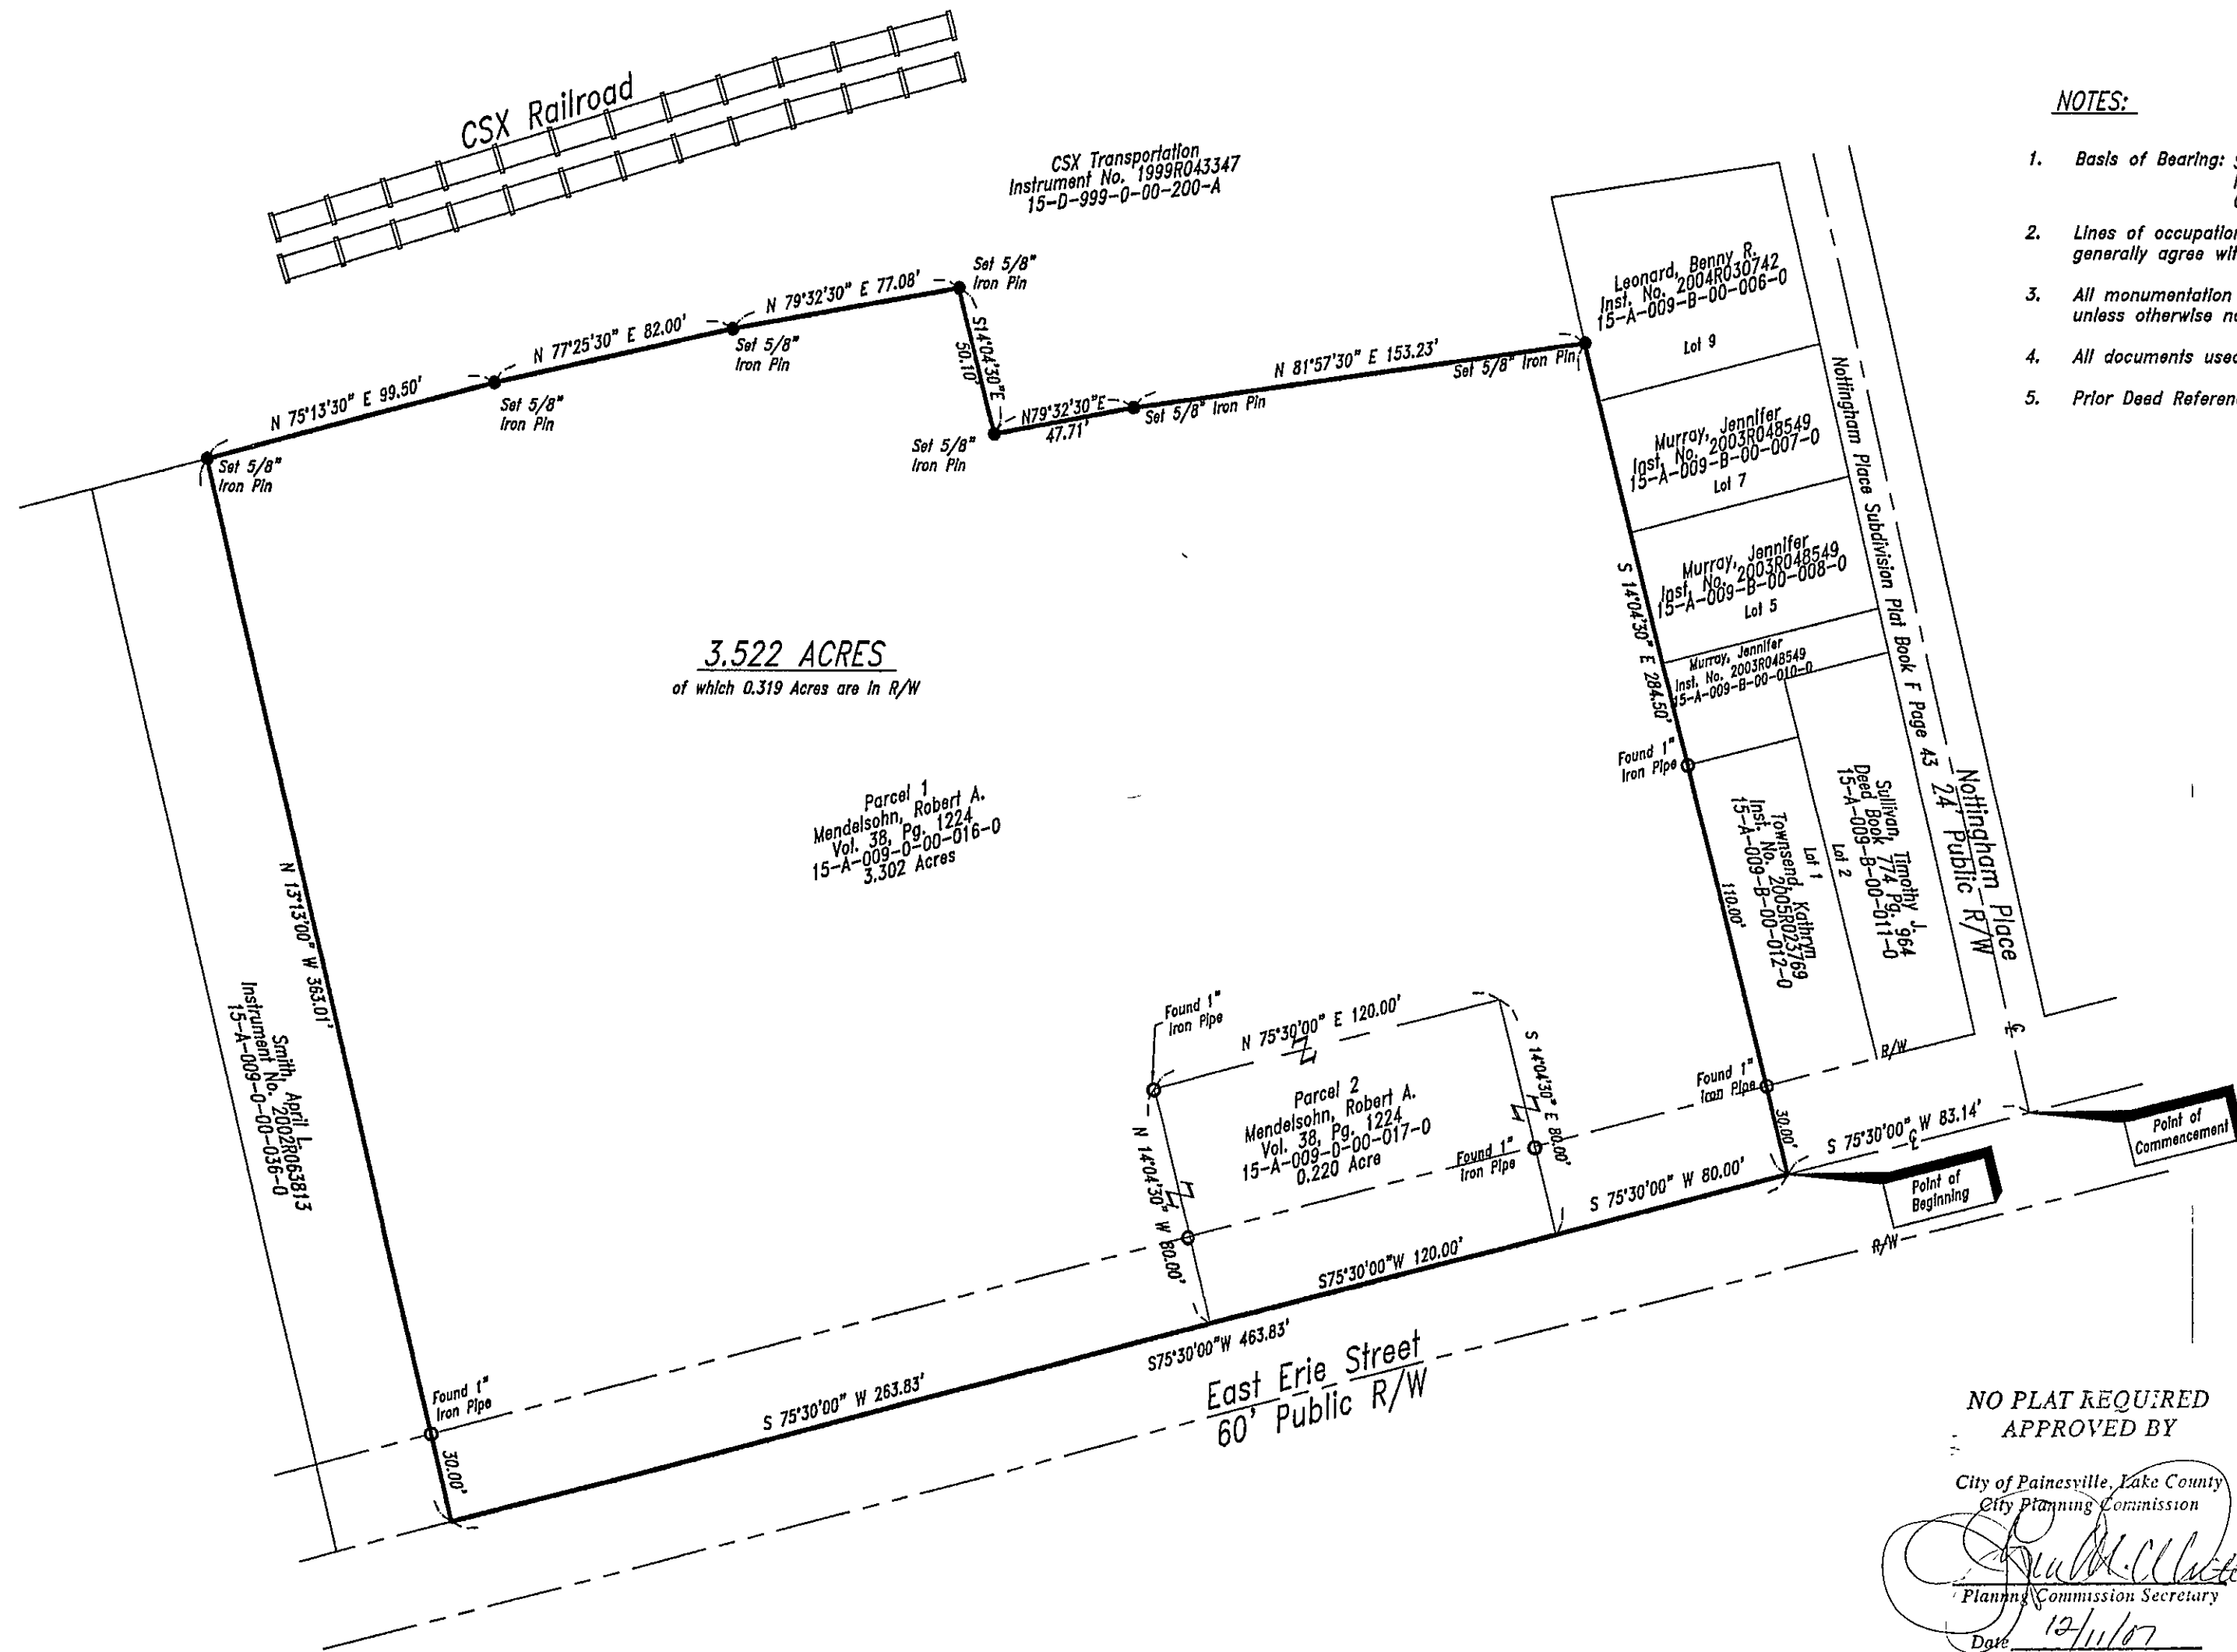 CSX Railroad
CSX Transportation
Instrument No. 1999R043347
15-D-999-0-00-200-A
NOTES:
1. Basis of Bearing:
2. Lines of occupation
generally agree
3. All monumentation
unless otherwise
4. All documents
5. Prior Deed
N 75°13'30" E 99.50'
N 77°25'30" E 82.00'
N 79°32'30" E 77.08'
Set 5/8"
Iron Pin
Set 5/8"
Iron Pin
Set 5/8"
Iron Pin
Set 5/8"
Iron Pin
S14°04'30"E
50.10'
Set 5/8"
Iron Pin
N79°32'30"E
47.71'
Set 5/8" Iron Pin
N 81°57'30" E 153.23'
Set 5/8" Iron Pin
Leonard, Benny R.
Inst. No. 2004R030742
15-A-009-B-00-006-0
Lot 9
Murray, Jennifer
Inst. No. 2003R048549
15-A-009-B-00-007-0
Lot 7
Murray, Jennifer
Inst. No. 2003R048549
15-A-009-B-00-008-0
Lot 5
Murray, Jennifer
Inst. No. 2003R048549
15-A-009-B-00-010-0
Nottingham Place Subdivision Plat Book F Page 43
Nottingham Place
24' Public R/W
S 14°04'30" E 284.50'
3.522 ACRES
of which 0.319 Acres are in R/W
Parcel 1
Mendelsohn, Robert A.
Vol. 38, Pg. 1224
15-A-009-0-00-016-0
3.302 Acres
Found 1"
Iron Pipe
110.00'
Lot 1
Townsend, Kathryn
Inst. No. 2005R023769
15-A-009-B-00-012-0
Sullivan, Timothy J.
Deed Book 774 Pg. 964
15-A-009-B-00-011-0
Lot 2
N 13°13'00" W 363.01'
Smith, April L.
Instrument No. 2002R063813
15-A-009-0-00-036-0
Found 1"
Iron Pipe
N 75°30'00" E 120.00'
S 14°04'30" E 80.00'
Parcel 2
Mendelsohn, Robert A.
Vol. 38, Pg. 1224
15-A-009-0-00-017-0
0.220 Acre
N 14°04'30" W 80.00'
Found 1"
Iron Pipe
Found 1"
Iron Pipe
30.00'
R/W
S 75°30'00" W 83.14'
Point of
Commencement
Point of
Beginning
R/W
S 75°30'00" W 80.00'
S75°30'00"W 120.00'
S75°30'00"W 463.83'
S 75°30'00" W 263.83'
East Erie Street
60' Public R/W
Found 1"
Iron Pipe
30.00'
NO PLAT REQUIRED
APPROVED BY
City of Painesville, Lake County
City Planning Commission
Planning Commission Secretary
Date 12/11/07